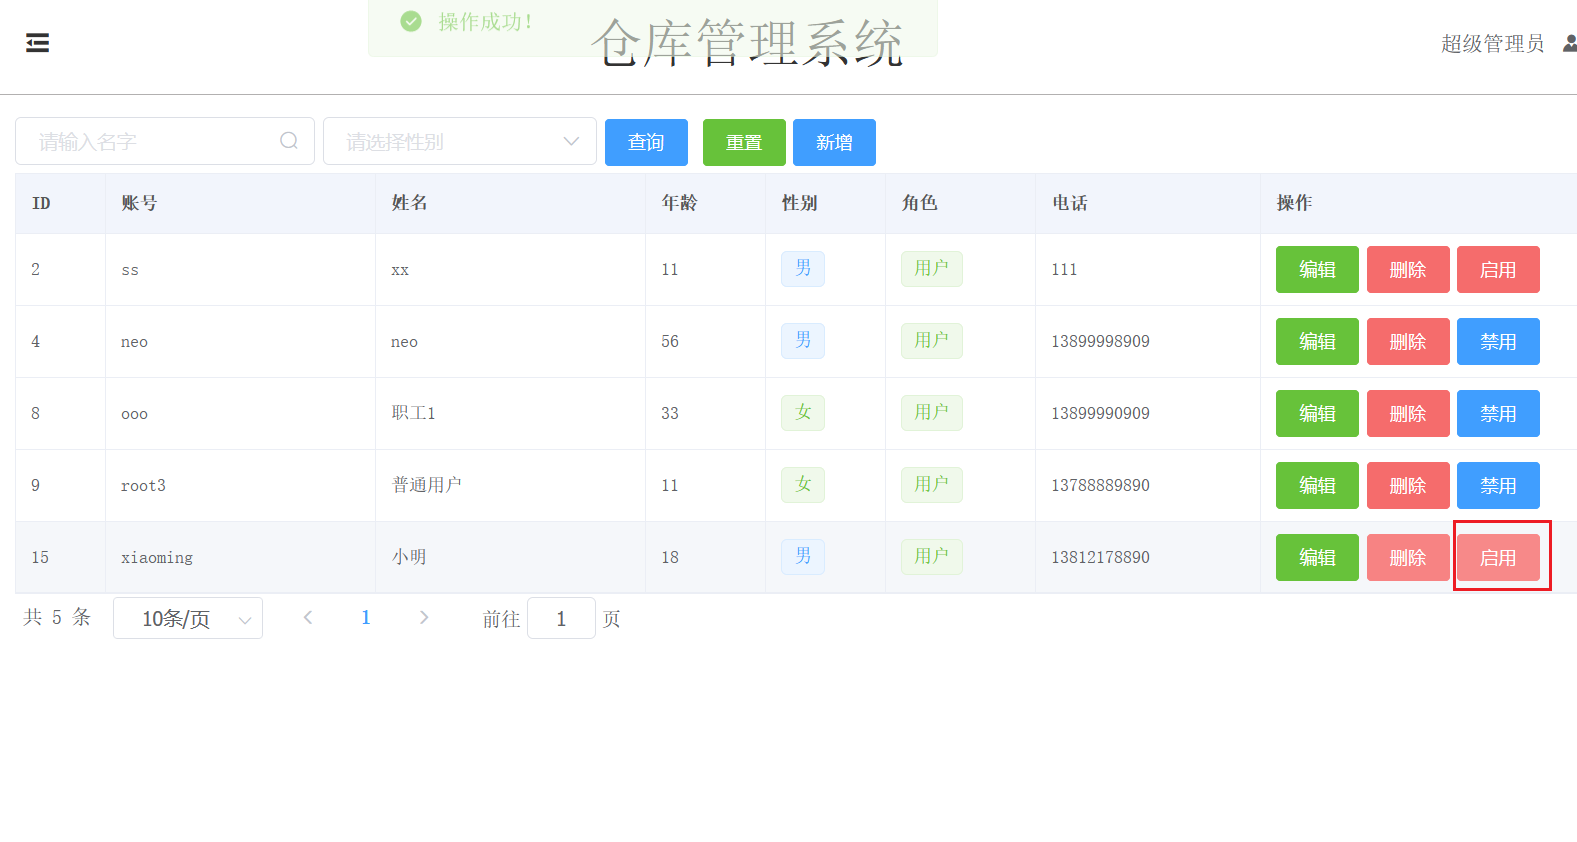 操作成功!
仓库管理系统
超级管理员
请输入名字 请选择性别 查询 重置 新增
ID 账号 姓名 年龄 性别 角色 电话 操作
2 ss xx 11 男 用户 111 编辑 删除 启用
4 neo neo 56 男 用户 13899998909 编辑 删除 禁用
8 ooo 职工1 33 女 用户 13899990909 编辑 删除 禁用
9 root3 普通用户 11 女 用户 13788889890 编辑 删除 禁用
15 xiaoming 小明 18 男 用户 13812178890 编辑 删除 启用
共 5 条 10条/页 1 前往 1 页